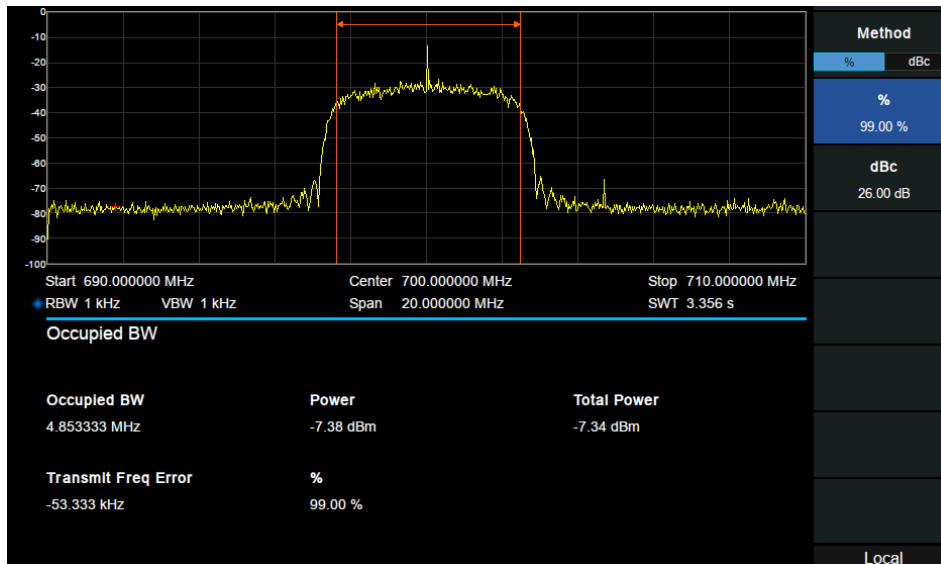 0
-10
-20
-30
-40
-50
-60
-70
-80
-90
-100
Start 690.000000 MHz Center 700.000000 MHz Stop 710.000000 MHz
RBW 1 kHz VBW 1 kHz Span 20.000000 MHz SWT 3.356 s
Occupied BW
Occupied BW Power Total Power
4.853333 MHz -7.38 dBm -7.34 dBm
Transmit Freq Error %
-53.333 kHz 99.00 %
Method
% dBc
%
99.00 %
dBc
26.00 dB
Local